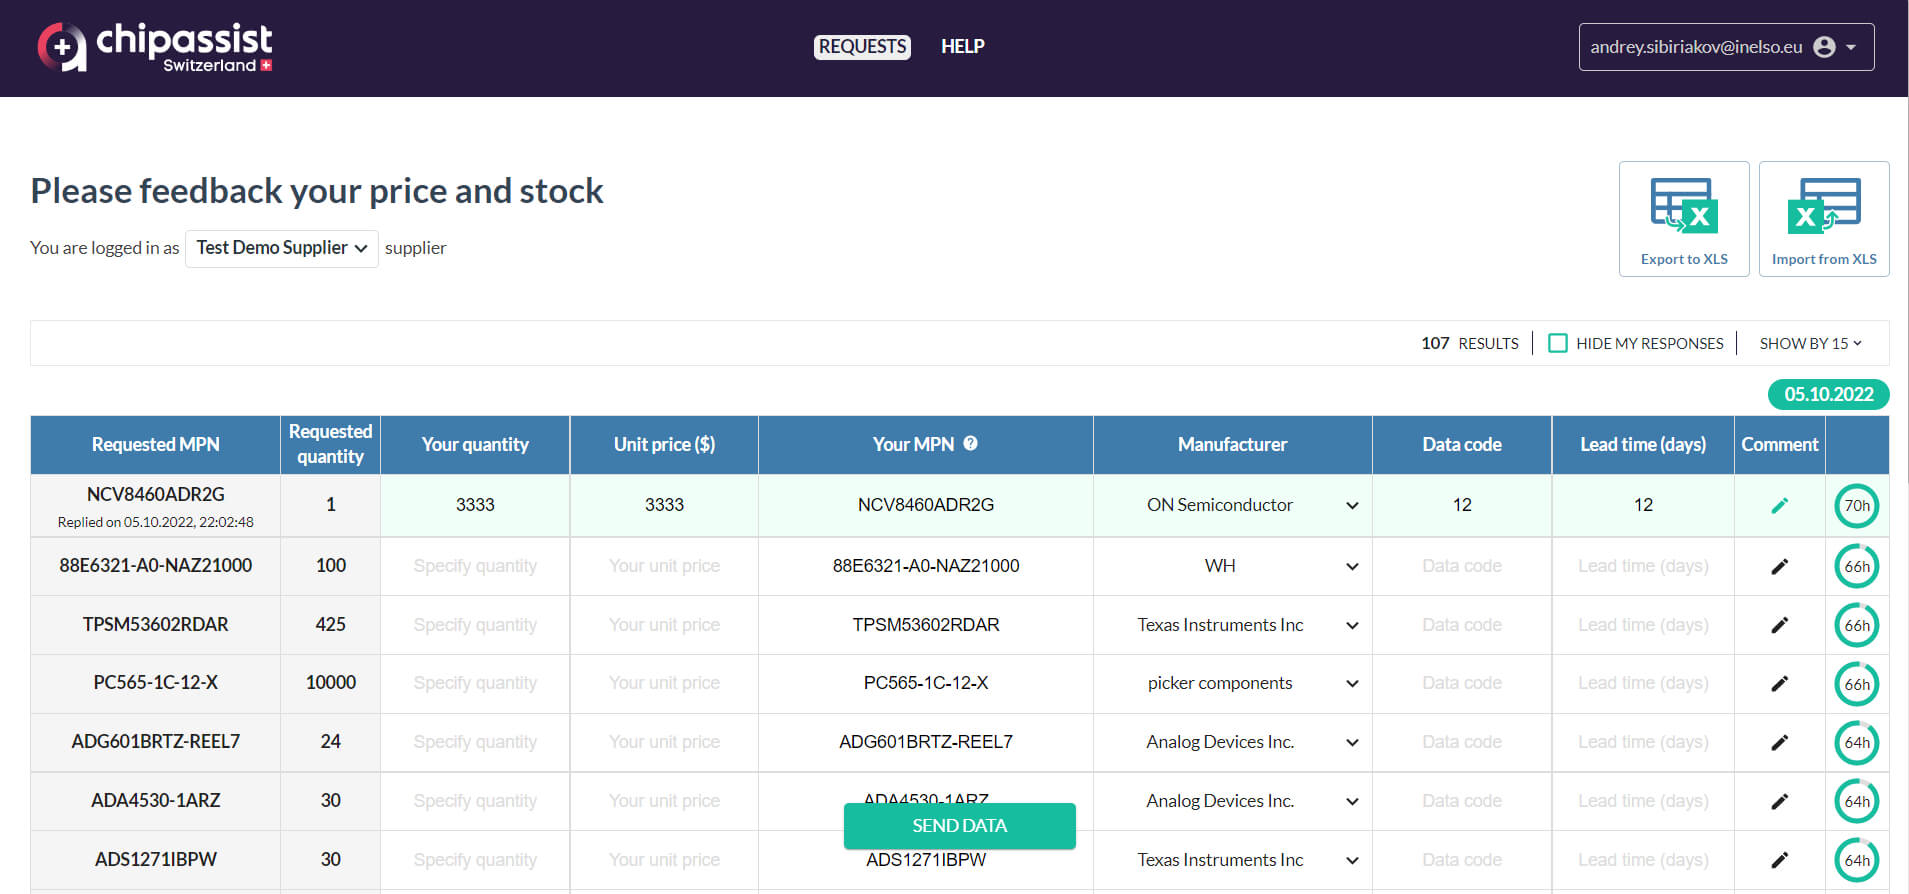 chipassist
Switzerland
REQUESTS HELP
andrey.sibiriakov@inelso.eu
Please feedback your price and stock
You are logged in as Test Demo Supplier supplier
Export to XLS
Import from XLS
107 RESULTS HIDE MY RESPONSES SHOW BY 15
05.10.2022
Requested MPN Requested quantity Your quantity Unit price ($) Your MPN ? Manufacturer Data code Lead time (days) Comment
NCV8460ADR2G 1 3333 3333 NCV8460ADR2G ON Semiconductor 12 12 70h
Replied on 05.10.2022, 22:02:48
88E6321-A0-NAZ21000 100 Specify quantity Your unit price 88E6321-A0-NAZ21000 WH Data code Lead time (days) 66h
TPSM53602RDAR 425 Specify quantity Your unit price TPSM53602RDAR Texas Instruments Inc Data code Lead time (days) 66h
PC565-1C-12-X 10000 Specify quantity Your unit price PC565-1C-12-X picker components Data code Lead time (days) 66h
ADG601BRTZ-REEL7 24 Specify quantity Your unit price ADG601BRTZ-REEL7 Analog Devices Inc. Data code Lead time (days) 64h
ADA4530-1ARZ 30 Specify quantity Your unit price ADA4530-1ARZ Analog Devices Inc. Data code Lead time (days) 64h
SEND DATA
ADS1271IBPW 30 Specify quantity Your unit price ADS1271IBPW Texas Instruments Inc Data code Lead time (days) 64h